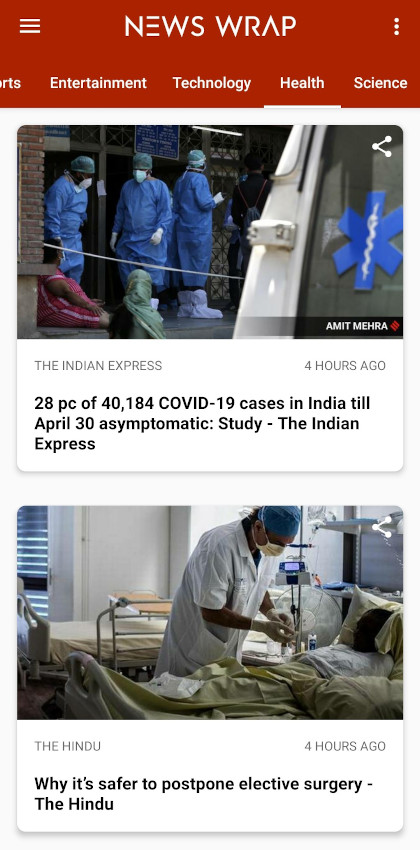 NEWS WRAP
rts Entertainment Technology Health Science
AMIT MEHRA
THE INDIAN EXPRESS 4 HOURS AGO
28 pc of 40,184 COVID-19 cases in India till
April 30 asymptomatic: Study - The Indian
Express
THE HINDU 4 HOURS AGO
Why it's safer to postpone elective surgery -
The Hindu